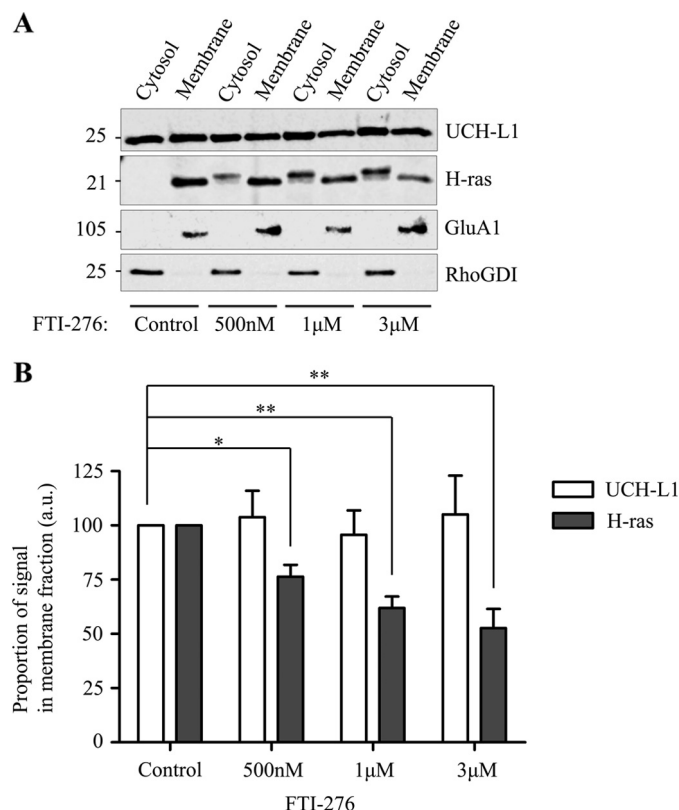 A
Cytosol Membrane Cytosol Membrane Cytosol Membrane Cytosol Membrane
25 UCH-L1
21 H-ras
105 GluA1
25 RhoGDI
FTI-276: Control 500nM 1μM 3μM
B
**
**
*
125
100
75
50
25
0
Proportion of signal
in membrane fraction (a.u.)
UCH-L1
H-ras
Control 500nM 1μM 3μM
FTI-276